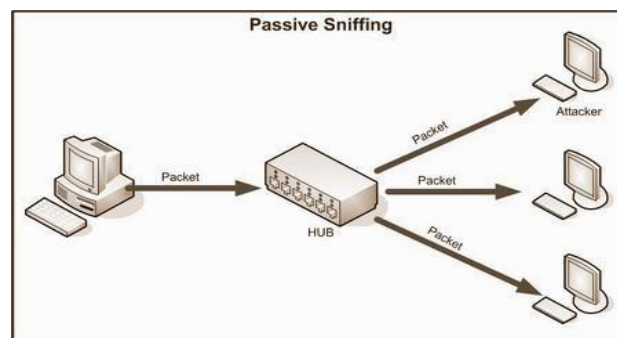 Passive Sniffing
Packet
Attacker
Packet
Packet
HUB
Packet